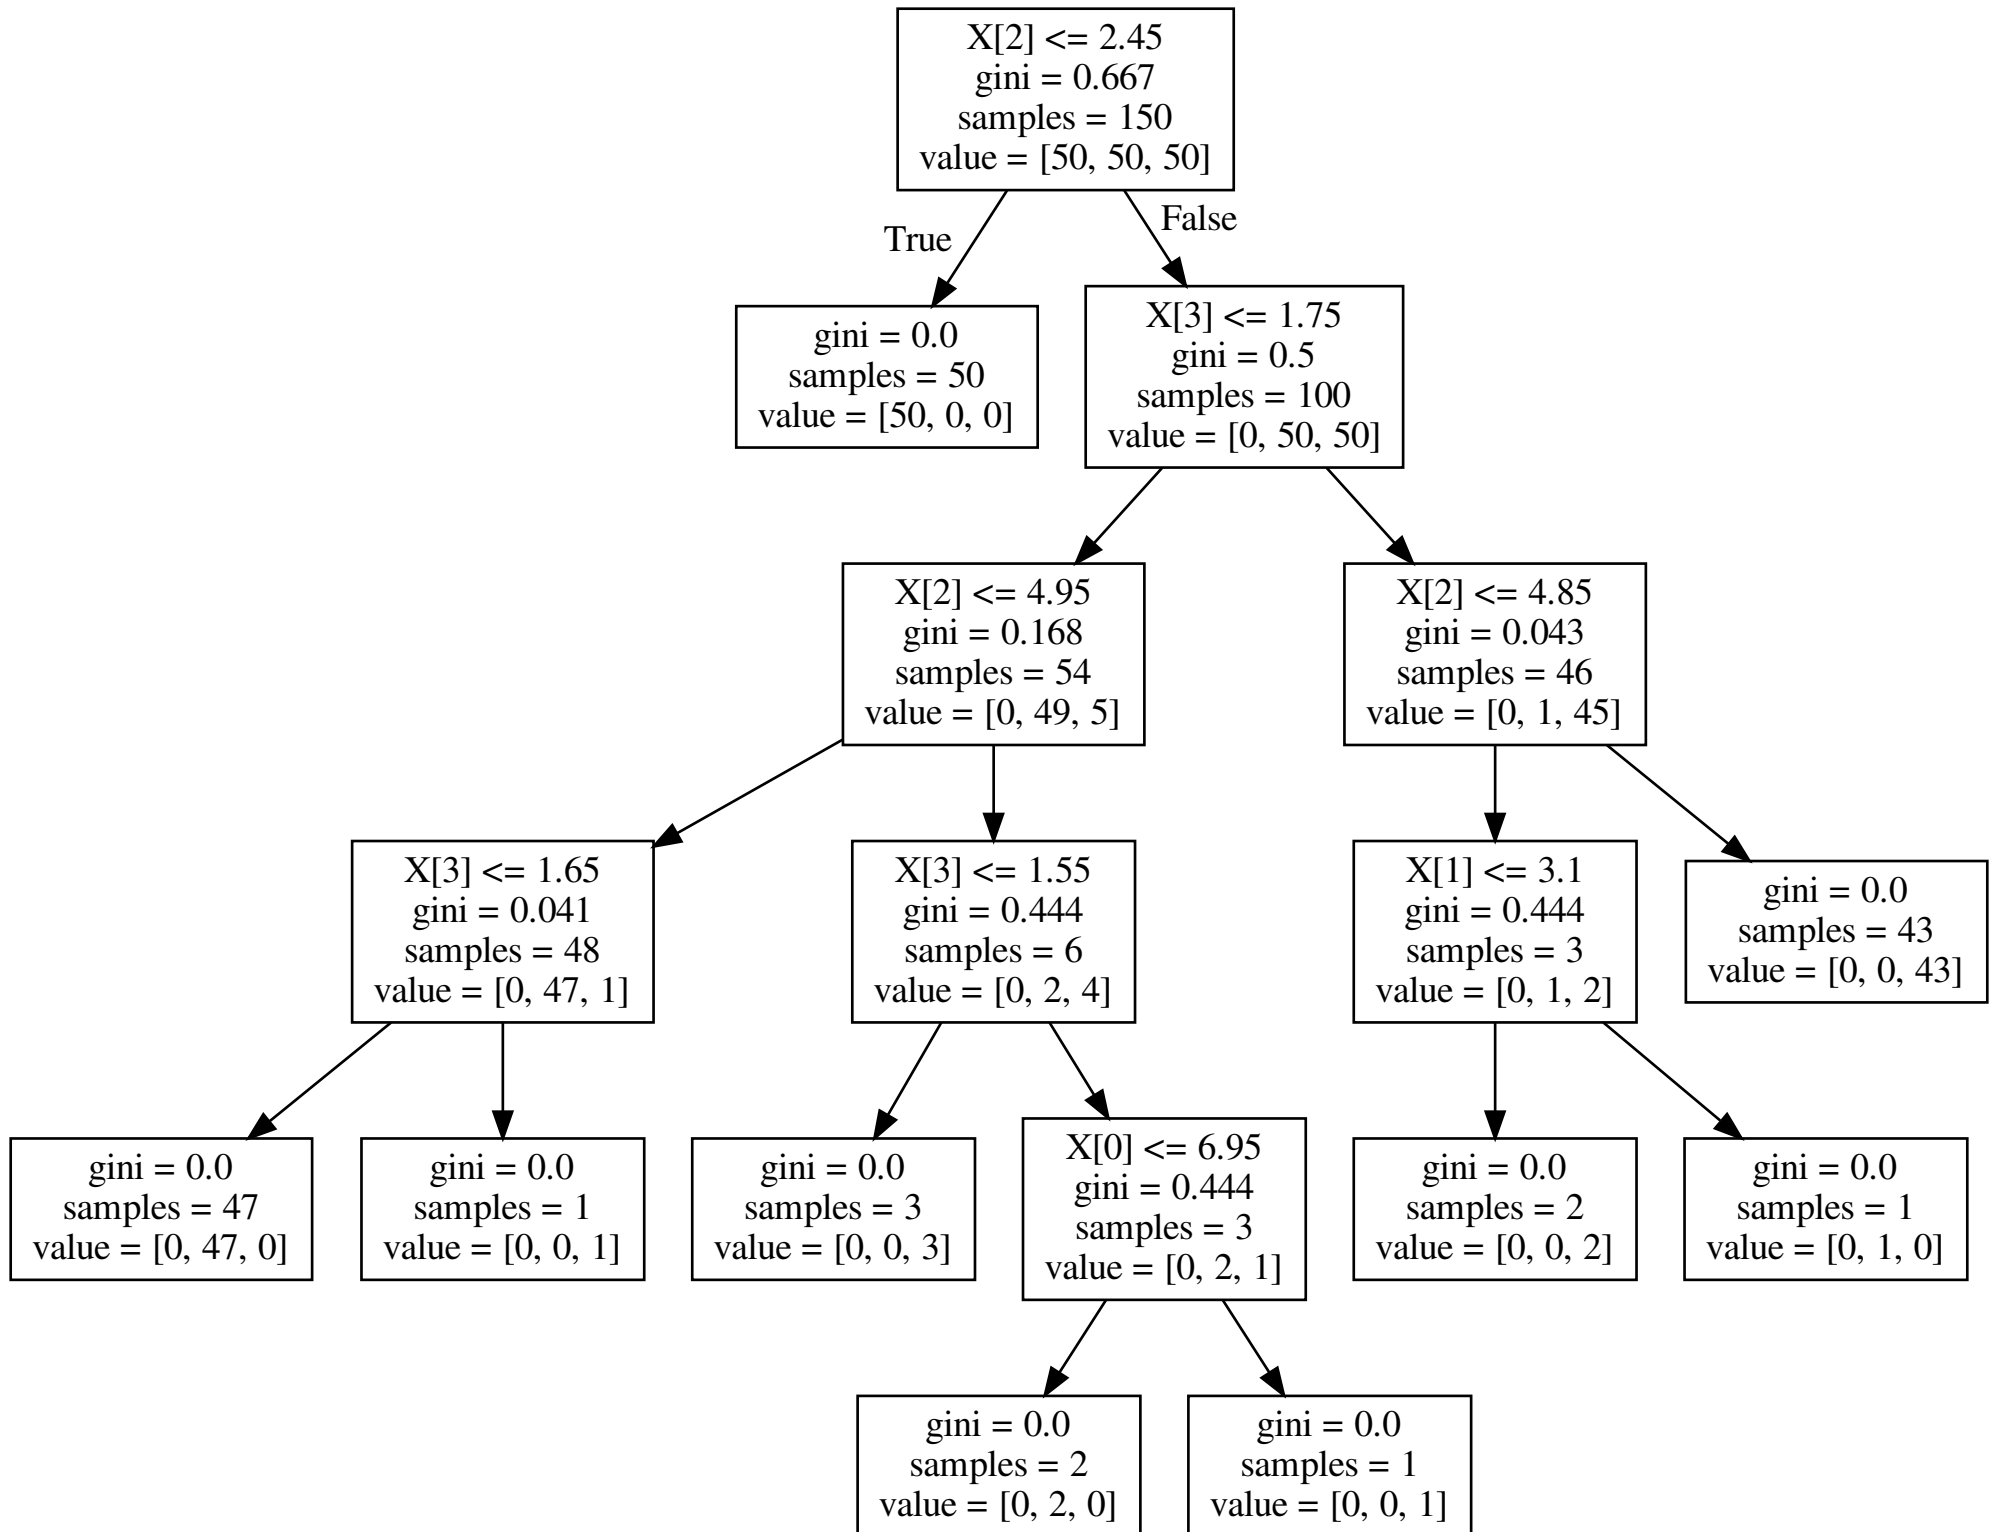 X[2] <= 2.45
gini = 0.667
samples = 150
value = [50, 50, 50]
True
False
gini = 0.0
samples = 50
value = [50, 0, 0]
X[3] <= 1.75
gini = 0.5
samples = 100
value = [0, 50, 50]
X[2] <= 4.95
gini = 0.168
samples = 54
value = [0, 49, 5]
X[2] <= 4.85
gini = 0.043
samples = 46
value = [0, 1, 45]
X[3] <= 1.65
gini = 0.041
samples = 48
value = [0, 47, 1]
X[3] <= 1.55
gini = 0.444
samples = 6
value = [0, 2, 4]
X[1] <= 3.1
gini = 0.444
samples = 3
value = [0, 1, 2]
gini = 0.0
samples = 43
value = [0, 0, 43]
gini = 0.0
samples = 47
value = [0, 47, 0]
gini = 0.0
samples = 1
value = [0, 0, 1]
gini = 0.0
samples = 3
value = [0, 0, 3]
X[0] <= 6.95
gini = 0.444
samples = 3
value = [0, 2, 1]
gini = 0.0
samples = 2
value = [0, 0, 2]
gini = 0.0
samples = 1
value = [0, 1, 0]
gini = 0.0
samples = 2
value = [0, 2, 0]
gini = 0.0
samples = 1
value = [0, 0, 1]